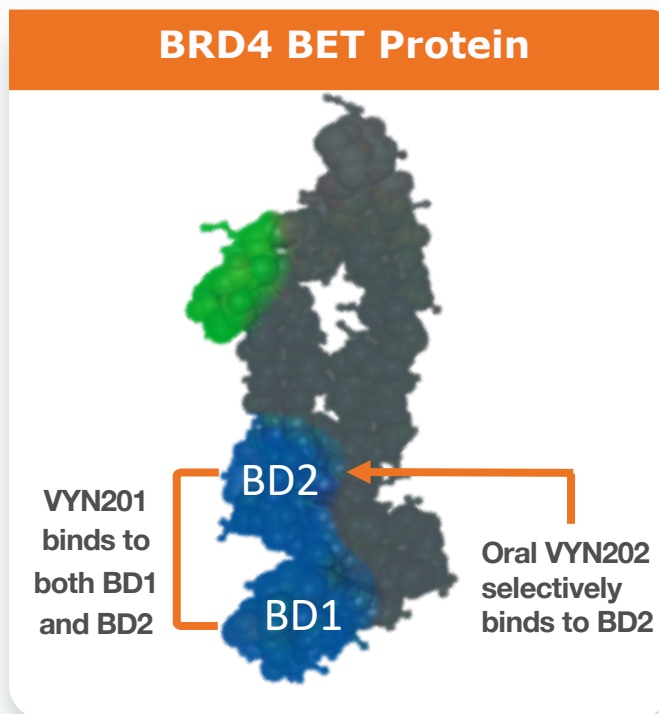 BRD4 BET Protein
BD2
VYN201
binds to
both BD1
and BD2
Oral VYN202
selectively
binds to BD2
BD1